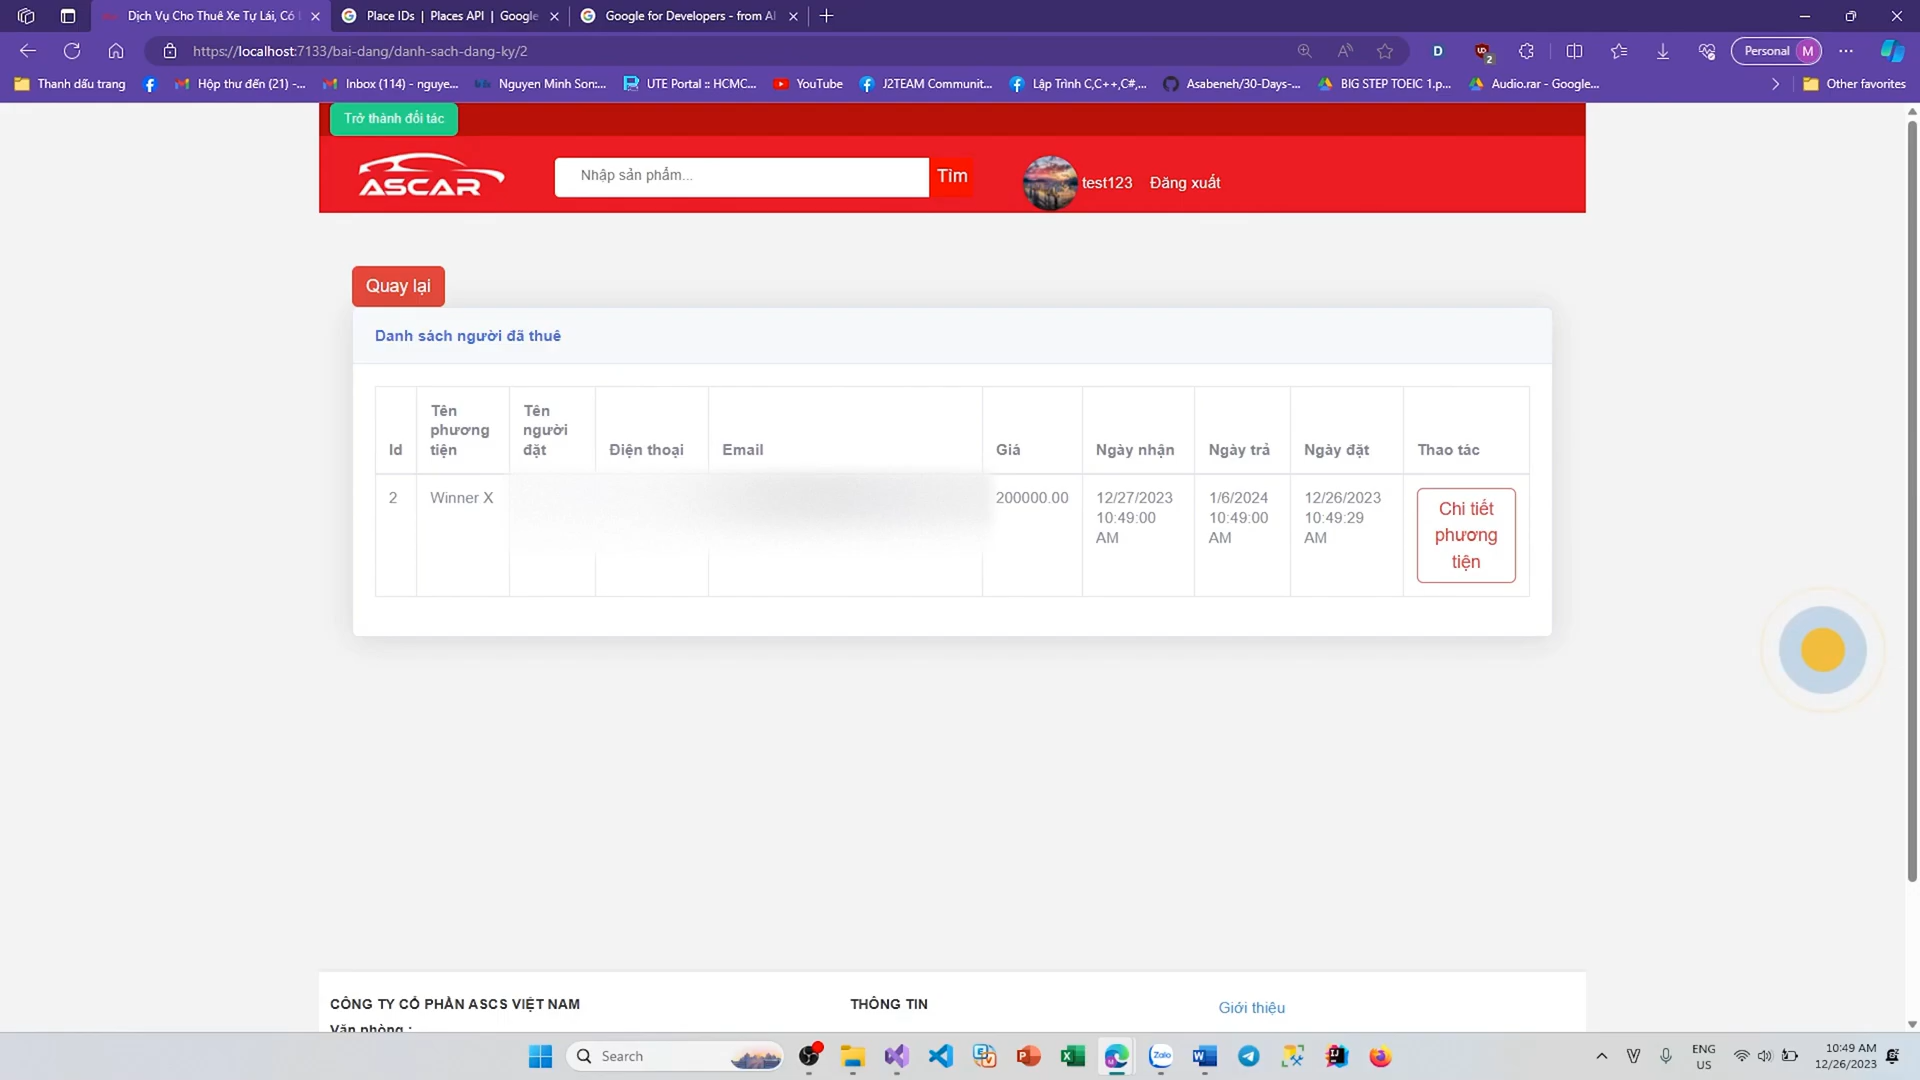 Dịch Vụ Cho Thuê Xe Tự Lái, Có
Place IDs | Places API | Google
Google for Developers - from AI
https://localhost:7133/bai-dang/danh-sach-dang-ky/2
D
2
Personal
M
Thanh dấu trang
Hộp thư đến (21) -...
Inbox (114) - nguye...
Nguyen Minh Son:...
UTE Portal :: HCMC...
YouTube
J2TEAM Communit...
Lập Trình C,C++,C#,...
Asabeneh/30-Days-...
BIG STEP TOEIC 1.p...
Audio.rar - Google...
Other favorites
Trở thành đối tác
ASCAR
Nhập sản phẩm...
Tìm
test123
Đăng xuất
Quay lại
Danh sách người đã thuê
Id
Tên phương tiện
Tên người đặt
Điện thoại
Email
Giá
Ngày nhận
Ngày trả
Ngày đặt
Thao tác
2
Winner X
200000.00
12/27/2023 10:49:00 AM
1/6/2024 10:49:00 AM
12/26/2023 10:49:29 AM
Chi tiết phương tiện
CÔNG TY CỔ PHẦN ASCS VIỆT NAM
THÔNG TIN
Giới thiệu
Văn phòng :
Search
Zalo
ENG
US
10:49 AM
12/26/2023